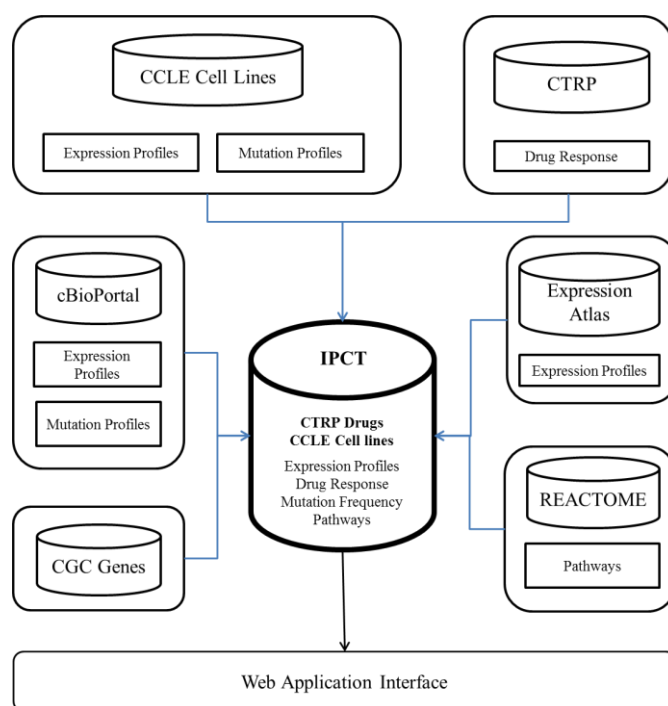 CCLE Cell Lines
Expression Profiles
Mutation Profiles
CTRP
Drug Response
cBioPortal
Expression
Profiles
Mutation Profiles
CGC Genes
IPCT
CTRP Drugs
CCLE Cell lines
Expression Profiles
Drug Response
Mutation Frequency
Pathways
Expression
Atlas
Expression Profiles
REACTOME
Pathways
Web Application Interface